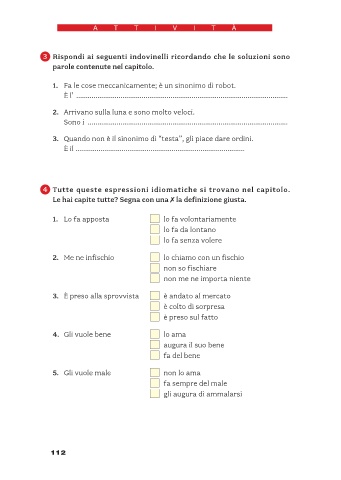 ATTIVITÀ
3 Rispondi ai seguenti indovinelli ricordando che le soluzioni sono
parole contenute nel capitolo.
1. Fa le cose meccanicamente; è un sinonimo di robot.
È l' ...............................................................
2. Arrivano sulla luna e sono molto veloci.
Sono i ...............................................................
3. Quando non è il sinonimo di "testa", gli piace dare ordini.
È il ...............................................................
4 Tutte queste espressioni idiomatiche si trovano nel capitolo.
Le hai capite tutte? Segna con una ✗ la definizione giusta.
1. Lo fa apposta lo fa volontariamente
lo fa da lontano
lo fa senza volere
2. Me ne infischio lo chiamo con un fischio
non so fischiare
non me ne importa niente
3. È preso alla sprovvista è andato al mercato
è colto di sorpresa
è preso sul fatto
4. Gli vuole bene lo ama
augura il suo bene
fa del bene
5. Gli vuole male non lo ama
fa sempre del male
gli augura di ammalarsi
112